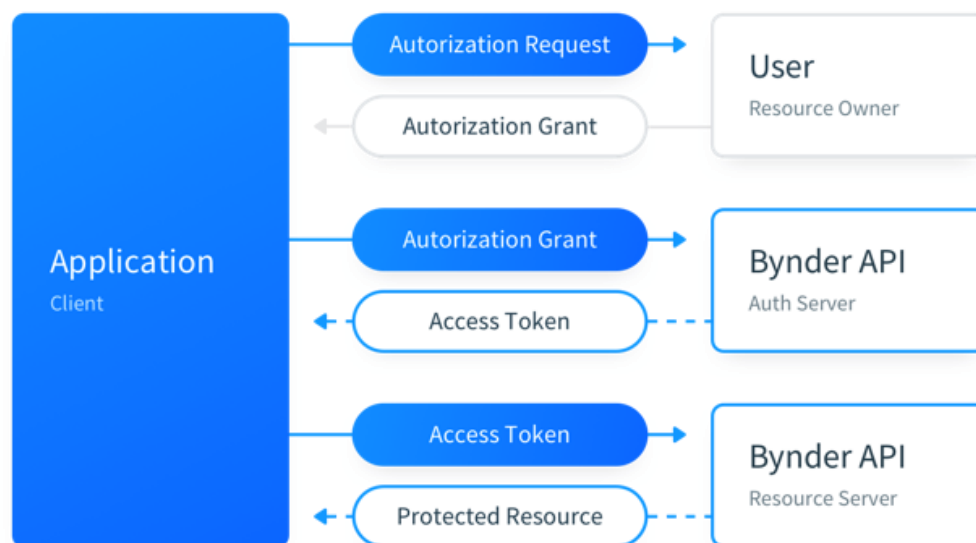 Autorization Request
User
Resource Owner
Autorization Grant
Application
Client
Autorization Grant
Bynder API
Auth Server
Access Token
Access Token
Bynder API
Resource Server
Protected Resource